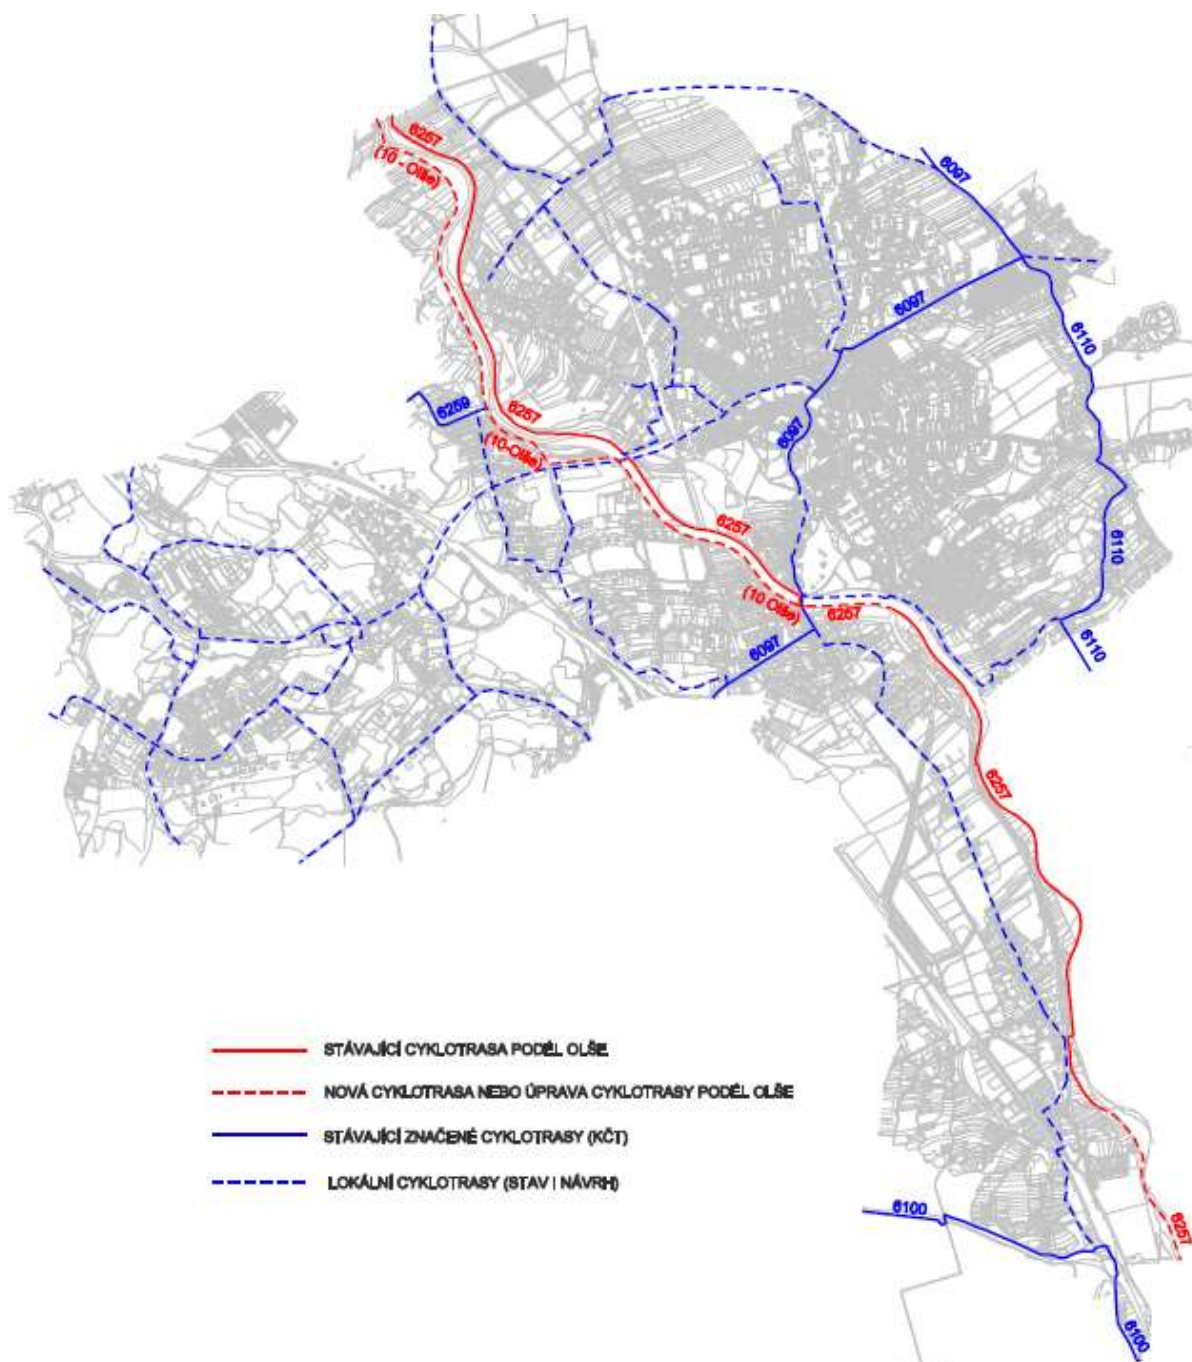 6257
(10 - Olše)
6097
6097
6110
6259
6257
(10-Olše)
6097
6257
6110
(10 Olše)
6257
6097
6110
6257
STÁVAJÍCÍ CYKLOTRASA PODÉL OLŠE
NOVÁ CYKLOTRASA NEBO ÚPRAVA CYKLOTRASY PODÉL OLŠE
STÁVAJÍCÍ ZNAČENÉ CYKLOTRASY (KČT)
LOKÁLNÍ CYKLOTRASY (STAV I NÁVRH)
6100
6257
6100